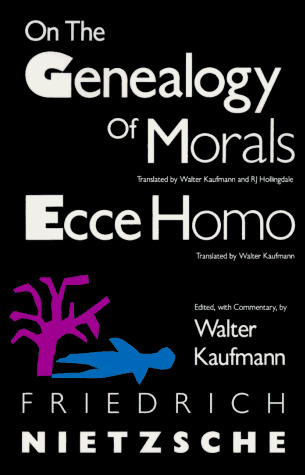 On The
Genealogy
Of Morals
Translated by Walter Kaufmann and RJ Hollingdale
Ecce Homo
Translated by Walter Kaufmann
Edited, with Commentary, by
Walter
Kaufmann
FRIEDRICH
NIETZSCHE